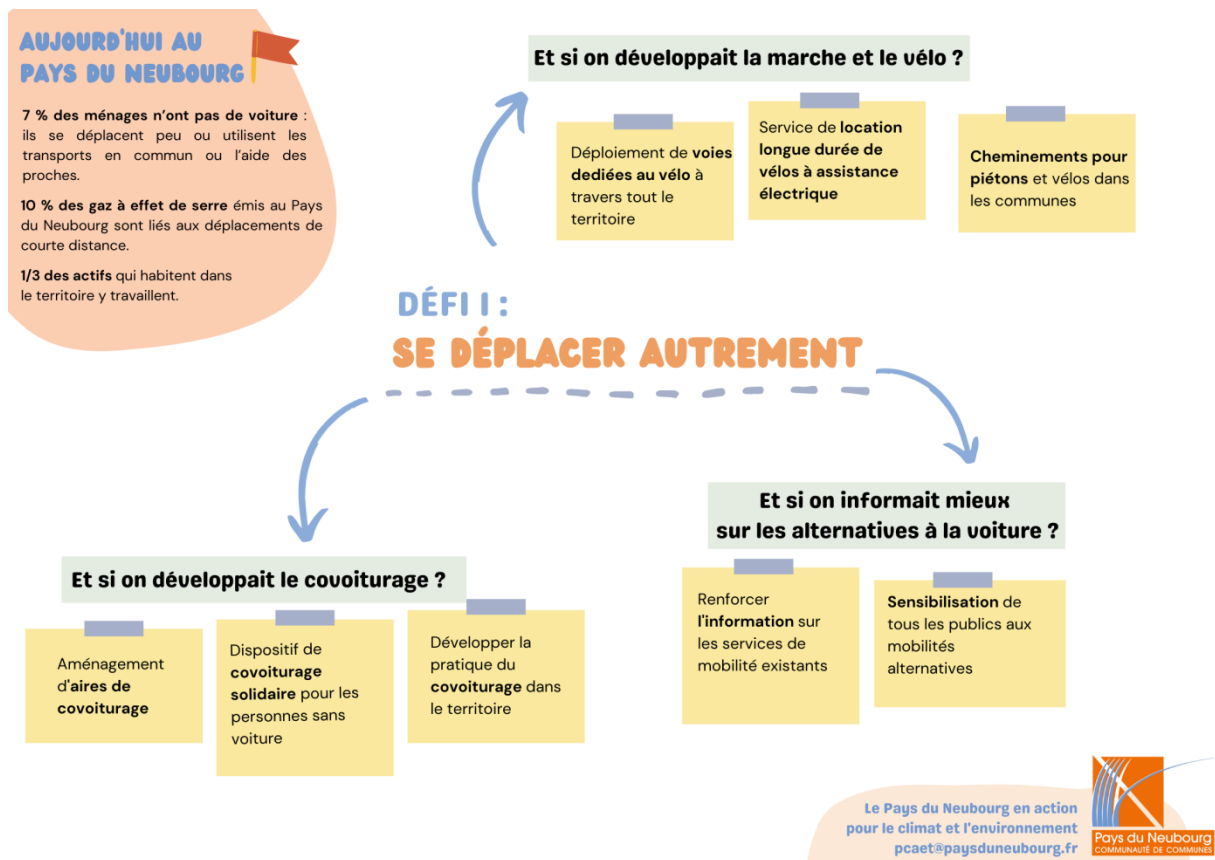 AUJOURD'HUI AU
PAYS DU NEUBOURG
7 % des ménages n'ont pas de voiture :
ils se déplacent peu ou utilisent les
transports en commun ou l'aide des
proches.
10 % des gaz à effet de serre émis au Pays
du Neubourg sont liés aux déplacements de
courte distance.
1/3 des actifs qui habitent dans
le territoire y travaillent.
Et si on développait la marche et le vélo ?
Déploiement de voies
dediées au vélo à
travers tout le
territoire
Service de location
longue durée de
vélos à assistance
électrique
Cheminements pour
piétons et vélos dans
les communes
DÉFI 1 :
SE DÉPLACER AUTREMENT
Et si on développait le covoiturage ?
Aménagement
d'aires de
covoiturage
Dispositif de
covoiturage
solidaire pour les
personnes sans
voiture
Développer la
pratique du
covoiturage dans
le territoire
Et si on informait mieux
sur les alternatives à la voiture ?
Renforcer
l'information sur
les services de
mobilité existants
Sensibilisation de
tous les publics aux
mobilités
alternatives
Le Pays du Neubourg en action
pour le climat et l'environnement
pcaet@paysduneubourg.fr
Pays du Neubourg
COMMUNAUTÉ DE COMMUNES